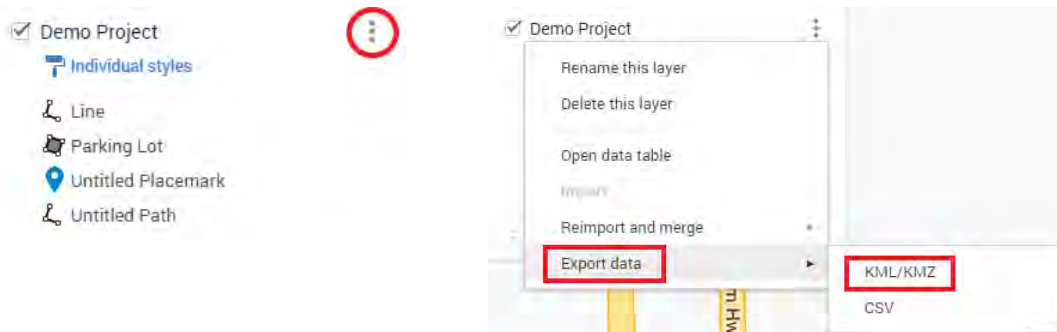 Demo Project
Individual styles
Line
Parking Lot
Untitled Placemark
Untitled Path
Demo Project
Rename this layer
Delete this layer
Open data table
Import
Reimport and merge
Export data
KML/KMZ
CSV
m Hw